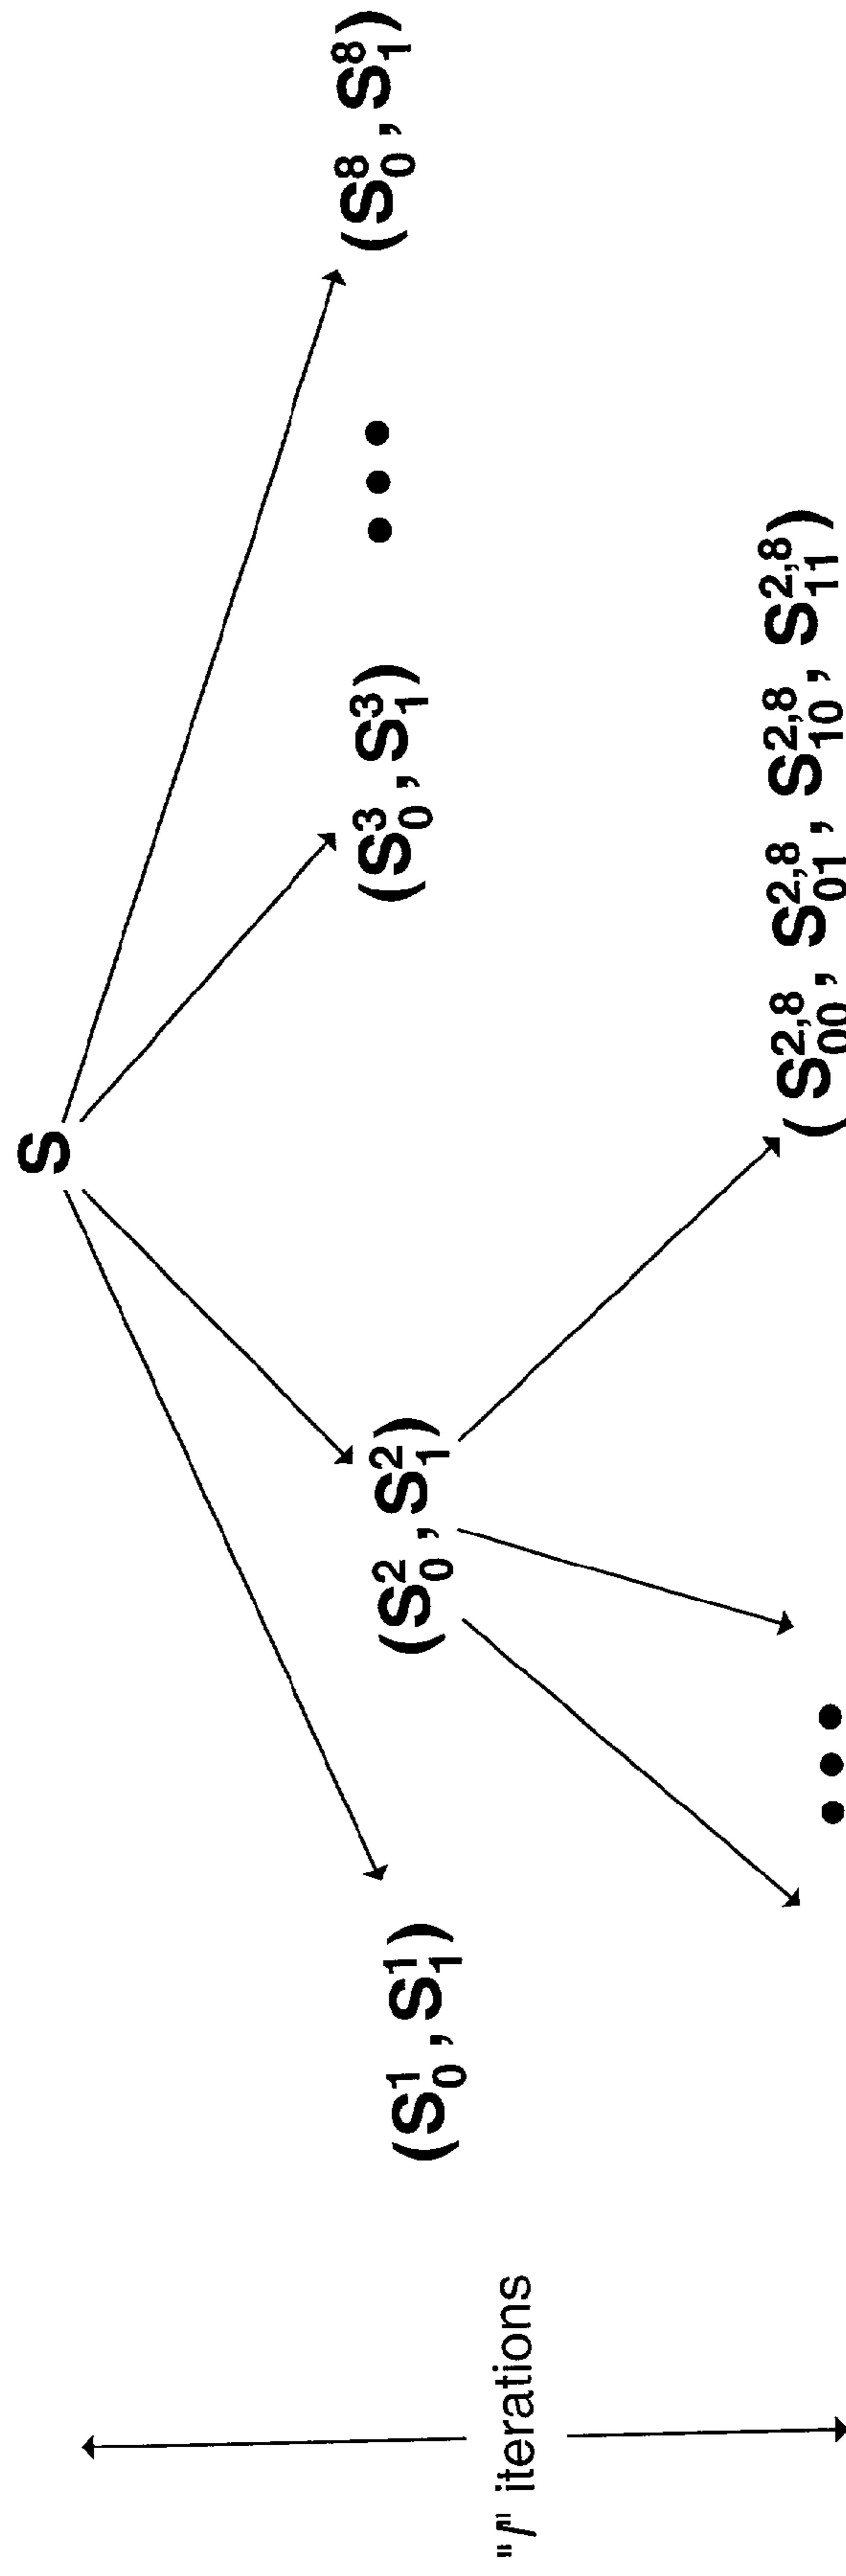 S
(S₀¹, S₁¹)
(S₀², S₁²)
(S₀³, S₁³)
•••
(S₀⁸, S₁⁸)
"r" iterations
•••
(S₀₀²,⁸, S₀₁²,⁸, S₁₀²,⁸, S₁₁²,⁸)